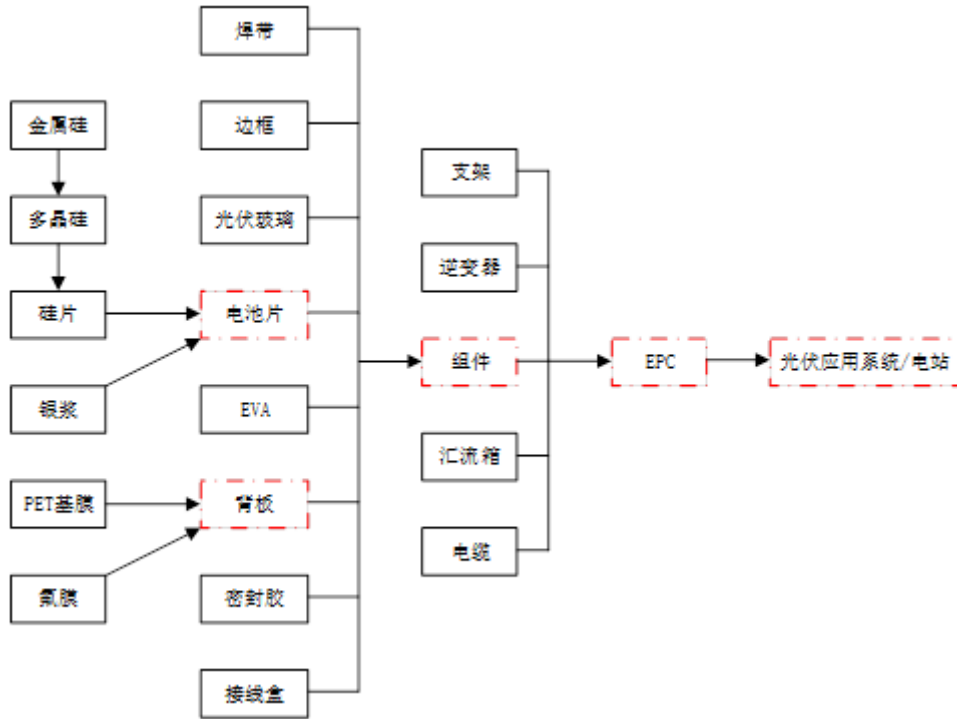 焊带
金属硅
边框
支架
多晶硅
光伏玻璃
逆变器
硅片
电池片
组件
EPC
光伏应用系统/电站
银浆
EVA
汇流箱
PET基膜
背板
电缆
氟膜
密封胶
接线盒